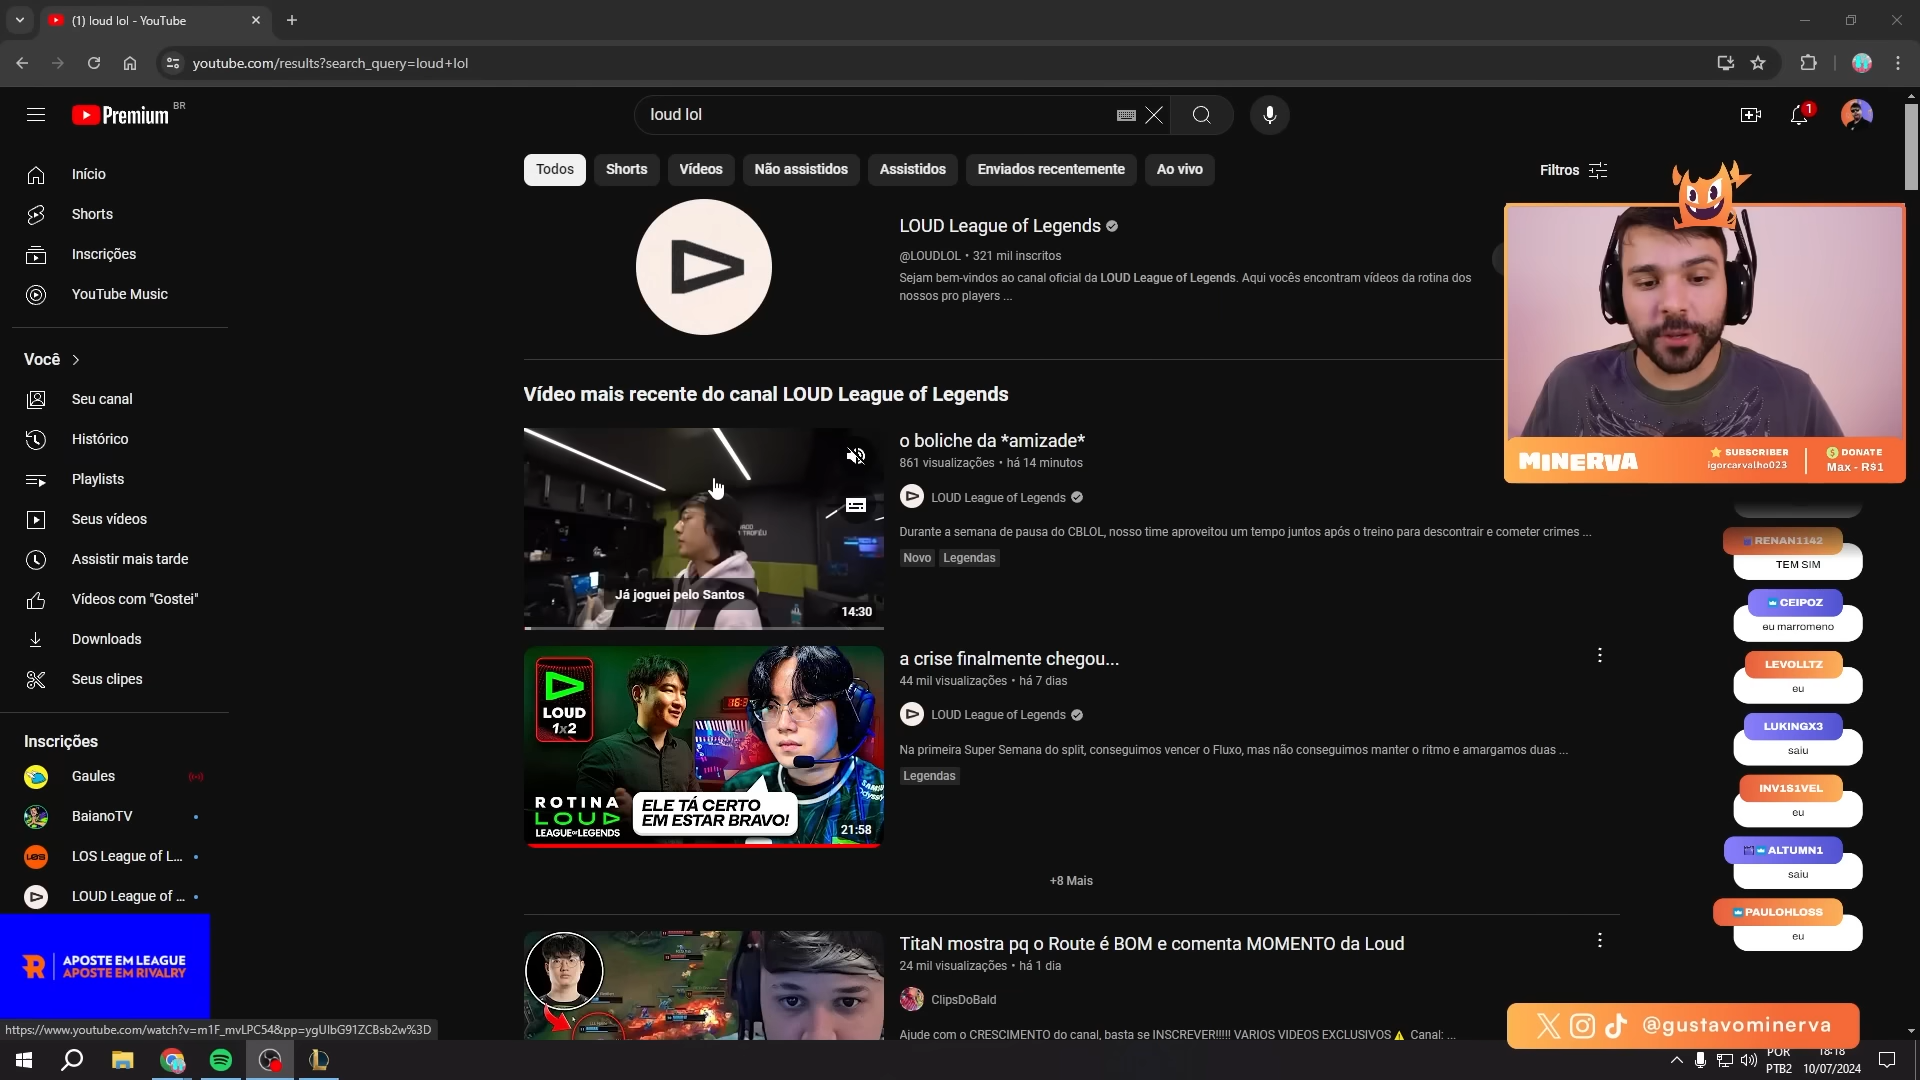 (1) loud lol - YouTube
youtube.com/results?search_query=loud+lol
Premium
BR
loud lol
1
Início
Shorts
Inscrições
YouTube Music
Você
Seu canal
Histórico
Playlists
Seus vídeos
Assistir mais tarde
Vídeos com "Gostei"
Downloads
Seus clipes
Inscrições
Gaules
BaianoTV
LOS League of L...
LOUD League of ...
APOSTE EM LEAGUE
APOSTE EM RIVALRY
Todos
Shorts
Vídeos
Não assistidos
Assistidos
Enviados recentemente
Ao vivo
Filtros
LOUD League of Legends
@LOUDLOL • 321 mil inscritos
Sejam bem-vindos ao canal oficial da LOUD League of Legends. Aqui vocês encontram vídeos da rotina dos
nossos pro players ...
Vídeo mais recente do canal LOUD League of Legends
Já joguei pelo Santos
14:30
o boliche da *amizade*
861 visualizações • há 14 minutos
LOUD League of Legends
Durante a semana de pausa do CBLOL, nosso time aproveitou um tempo juntos após o treino para descontrair e cometer crimes ...
Novo
Legendas
LOUD
1x2
ROTINA
LOUD
LEAGUE OF LEGENDS
ELE TÁ CERTO
EM ESTAR BRAVO!
21:58
a crise finalmente chegou...
44 mil visualizações • há 7 dias
LOUD League of Legends
Na primeira Super Semana do split, conseguimos vencer o Fluxo, mas não conseguimos manter o ritmo e amargamos duas ...
Legendas
+8 Mais
TitaN mostra pq o Route é BOM e comenta MOMENTO da Loud
24 mil visualizações • há 1 dia
ClipsDoBald
Ajude com o CRESCIMENTO do canal, basta se INSCREVER!!!!! VARIOS VIDEOS EXCLUSIVOS ⚠ Canal: ...
MINERVA
SUBSCRIBER
igorcarvalho023
DONATE
Max - R$1
RENAN1142
TEM SIM
CEIPOZ
eu marromeno
LEVOLLTZ
eu
LUKINGX3
saiu
INV1S1VEL
eu
ALTUMN1
saiu
PAULOHLOSS
eu
@gustavominerva
https://www.youtube.com/watch?v=m1F_mvLPC54&pp=ygUIbG91ZCBsb2w%3D
POR
PTB2
18:18
10/07/2024